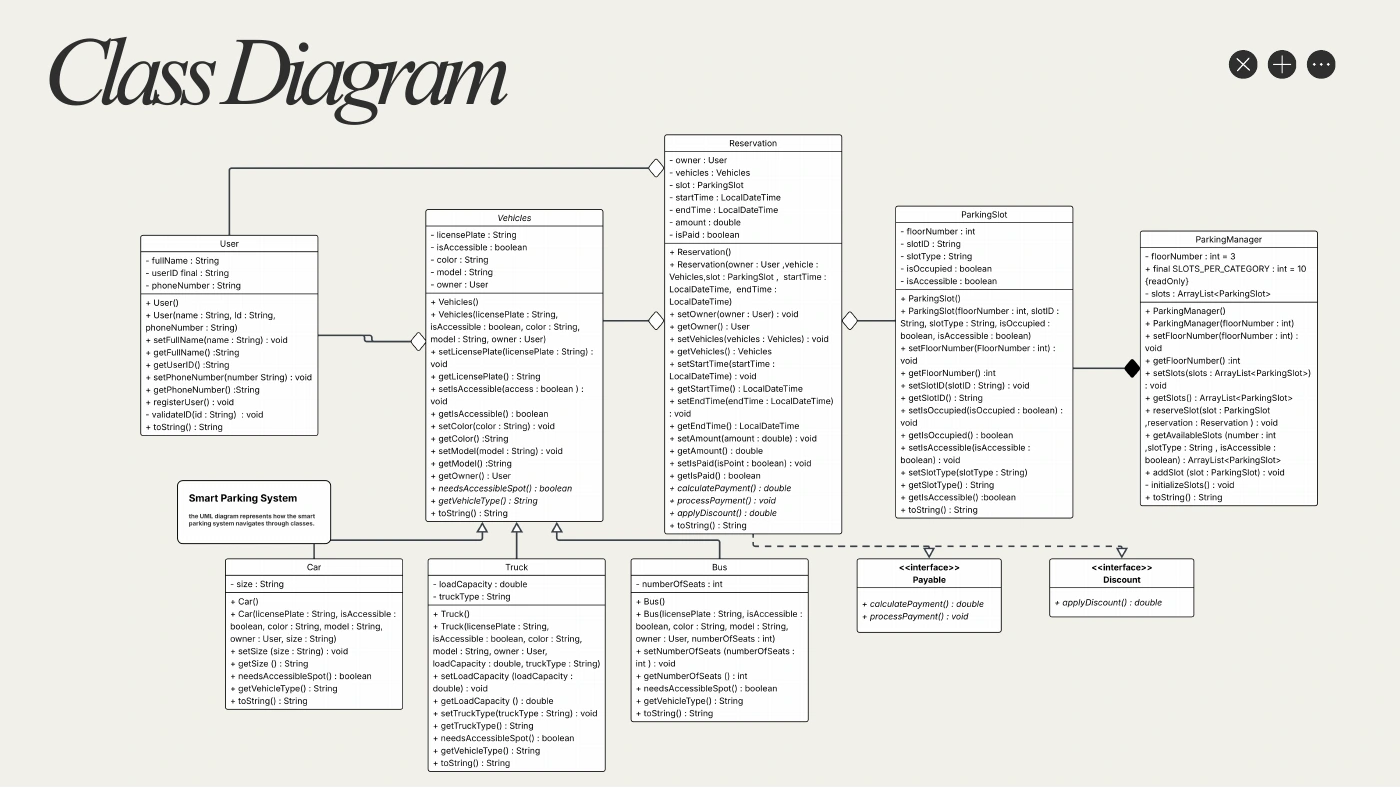 Class Diagram
Reservation
- owner : User
- vehicles : Vehicles
- slot : ParkingSlot
- startTime : LocalDateTime
- endTime : LocalDateTime
- amount : double
- isPaid : boolean
+ Reservation()
+ Reservation(owner : User ,vehicle :
Vehicles,slot : ParkingSlot , startTime :
LocalDateTime, endTime :
LocalDateTime)
+ setOwner(owner : User) : void
+ getOwner() : User
+ setVehicles(vehicles : Vehicles) : void
+ getVehicles() : Vehicles
+ setStartTime(startTime :
LocalDateTime) : void
+ getStartTime() : LocalDateTime
+ setEndTime(endTime : LocalDateTime)
: void
+ getEndTime() : LocalDateTime
+ setAmount(amount : double) : void
+ getAmount() : double
+ setIsPaid(isPoint : boolean) : void
+ getIsPaid() : boolean
+ calculatePayment() : double
+ processPayment() : void
+ applyDiscount() : double
+ toString() : String
Vehicles
- licensePlate : String
- isAccessible : boolean
- color : String
- model : String
- owner : User
+ Vehicles()
+ Vehicles(licensePlate : String,
isAccessible : boolean, color : String,
model : String, owner : User)
+ setLicensePlate(licensePlate : String) :
void
+ getLicensePlate() : String
+ setIsAccessible(access : boolean ) :
void
+ getIsAccessible() : boolean
+ setColor(color : String) : void
+ getColor() :String
+ setModel(model : String) : void
+ getModel() :String
+ getOwner() : User
+ needsAccessibleSpot() : boolean
+ getVehicleType() : String
+ toString() : String
User
- fullName : String
- userID final : String
- phoneNumber : String
+ User()
+ User(name : String, Id : String,
phoneNumber : String)
+ setFullName(name : String) : void
+ getFullName() :String
+ getUserID() :String
+ setPhoneNumber(number String) : void
+ getPhoneNumber() :String
+ registerUser() : void
- validateID(id : String) : void
+ toString() : String
ParkingSlot
- floorNumber : int
- slotID : String
- slotType : String
- isOccupied : boolean
- isAccessible : boolean
+ ParkingSlot()
+ ParkingSlot(floorNumber : int, slotID :
String, slotType : String, isOccupied :
boolean, isAccessible : boolean)
+ setFloorNumber(FloorNumber : int) :
void
+ getFloorNumber() :int
+ setSlotID(slotID : String) : void
+ getSlotID() : String
+ setIsOccupied(isOccupied : boolean) :
void
+ getIsOccupied() : boolean
+ setIsAccessible(isAccessible :
boolean) : void
+ setSlotType(slotType : String)
+ getSlotType() : String
+ getIsAccessible() :boolean
+ toString() : String
ParkingManager
- floorNumber : int = 3
+ final SLOTS_PER_CATEGORY : int = 10
{readOnly}
- slots : ArrayList<ParkingSlot>
+ ParkingManager()
+ ParkingManager(floorNumber : int)
+ setFloorNumber(floorNumber : int) :
void
+ getFloorNumber() :int
+ setSlots(slots : ArrayList<ParkingSlot>)
: void
+ getSlots() : ArrayList<ParkingSlot>
+ reserveSlot(slot : ParkingSlot
,reservation : Reservation ) : void
+ getAvailableSlots (number : int
,slotType : String , isAccessible :
boolean) : ArrayList<ParkingSlot>
+ addSlot (slot : ParkingSlot) : void
- initializeSlots() : void
+ toString() : String
Smart Parking System
the UML diagram represents how the smart
parking system navigates through classes.
Car
- size : String
+ Car()
+ Car(licensePlate : String, isAccessible :
boolean, color : String, model : String,
owner : User, size : String)
+ setSize (size : String) : void
+ getSize () : String
+ needsAccessibleSpot() : boolean
+ getVehicleType() : String
+ toString() : String
Truck
- loadCapacity : double
- truckType : String
+ Truck()
+ Truck(licensePlate : String,
isAccessible : boolean, color : String,
model : String, owner : User,
loadCapacity : double, truckType : String)
+ setLoadCapacity (loadCapacity :
double) : void
+ getLoadCapacity () : double
+ setTruckType(truckType : String) : void
+ getTruckType() : String
+ needsAccessibleSpot() : boolean
+ getVehicleType() : String
+ toString() : String
Bus
- numberOfSeats : int
+ Bus()
+ Bus(licensePlate : String, isAccessible :
boolean, color : String, model : String,
owner : User, numberOfSeats : int)
+ setNumberOfSeats (numberOfSeats :
int ) : void
+ getNumberOfSeats () : int
+ needsAccessibleSpot() : boolean
+ getVehicleType() : String
+ toString() : String
<<interface>>
Payable
+ calculatePayment() : double
+ processPayment() : void
<<interface>>
Discount
+ applyDiscount() : double